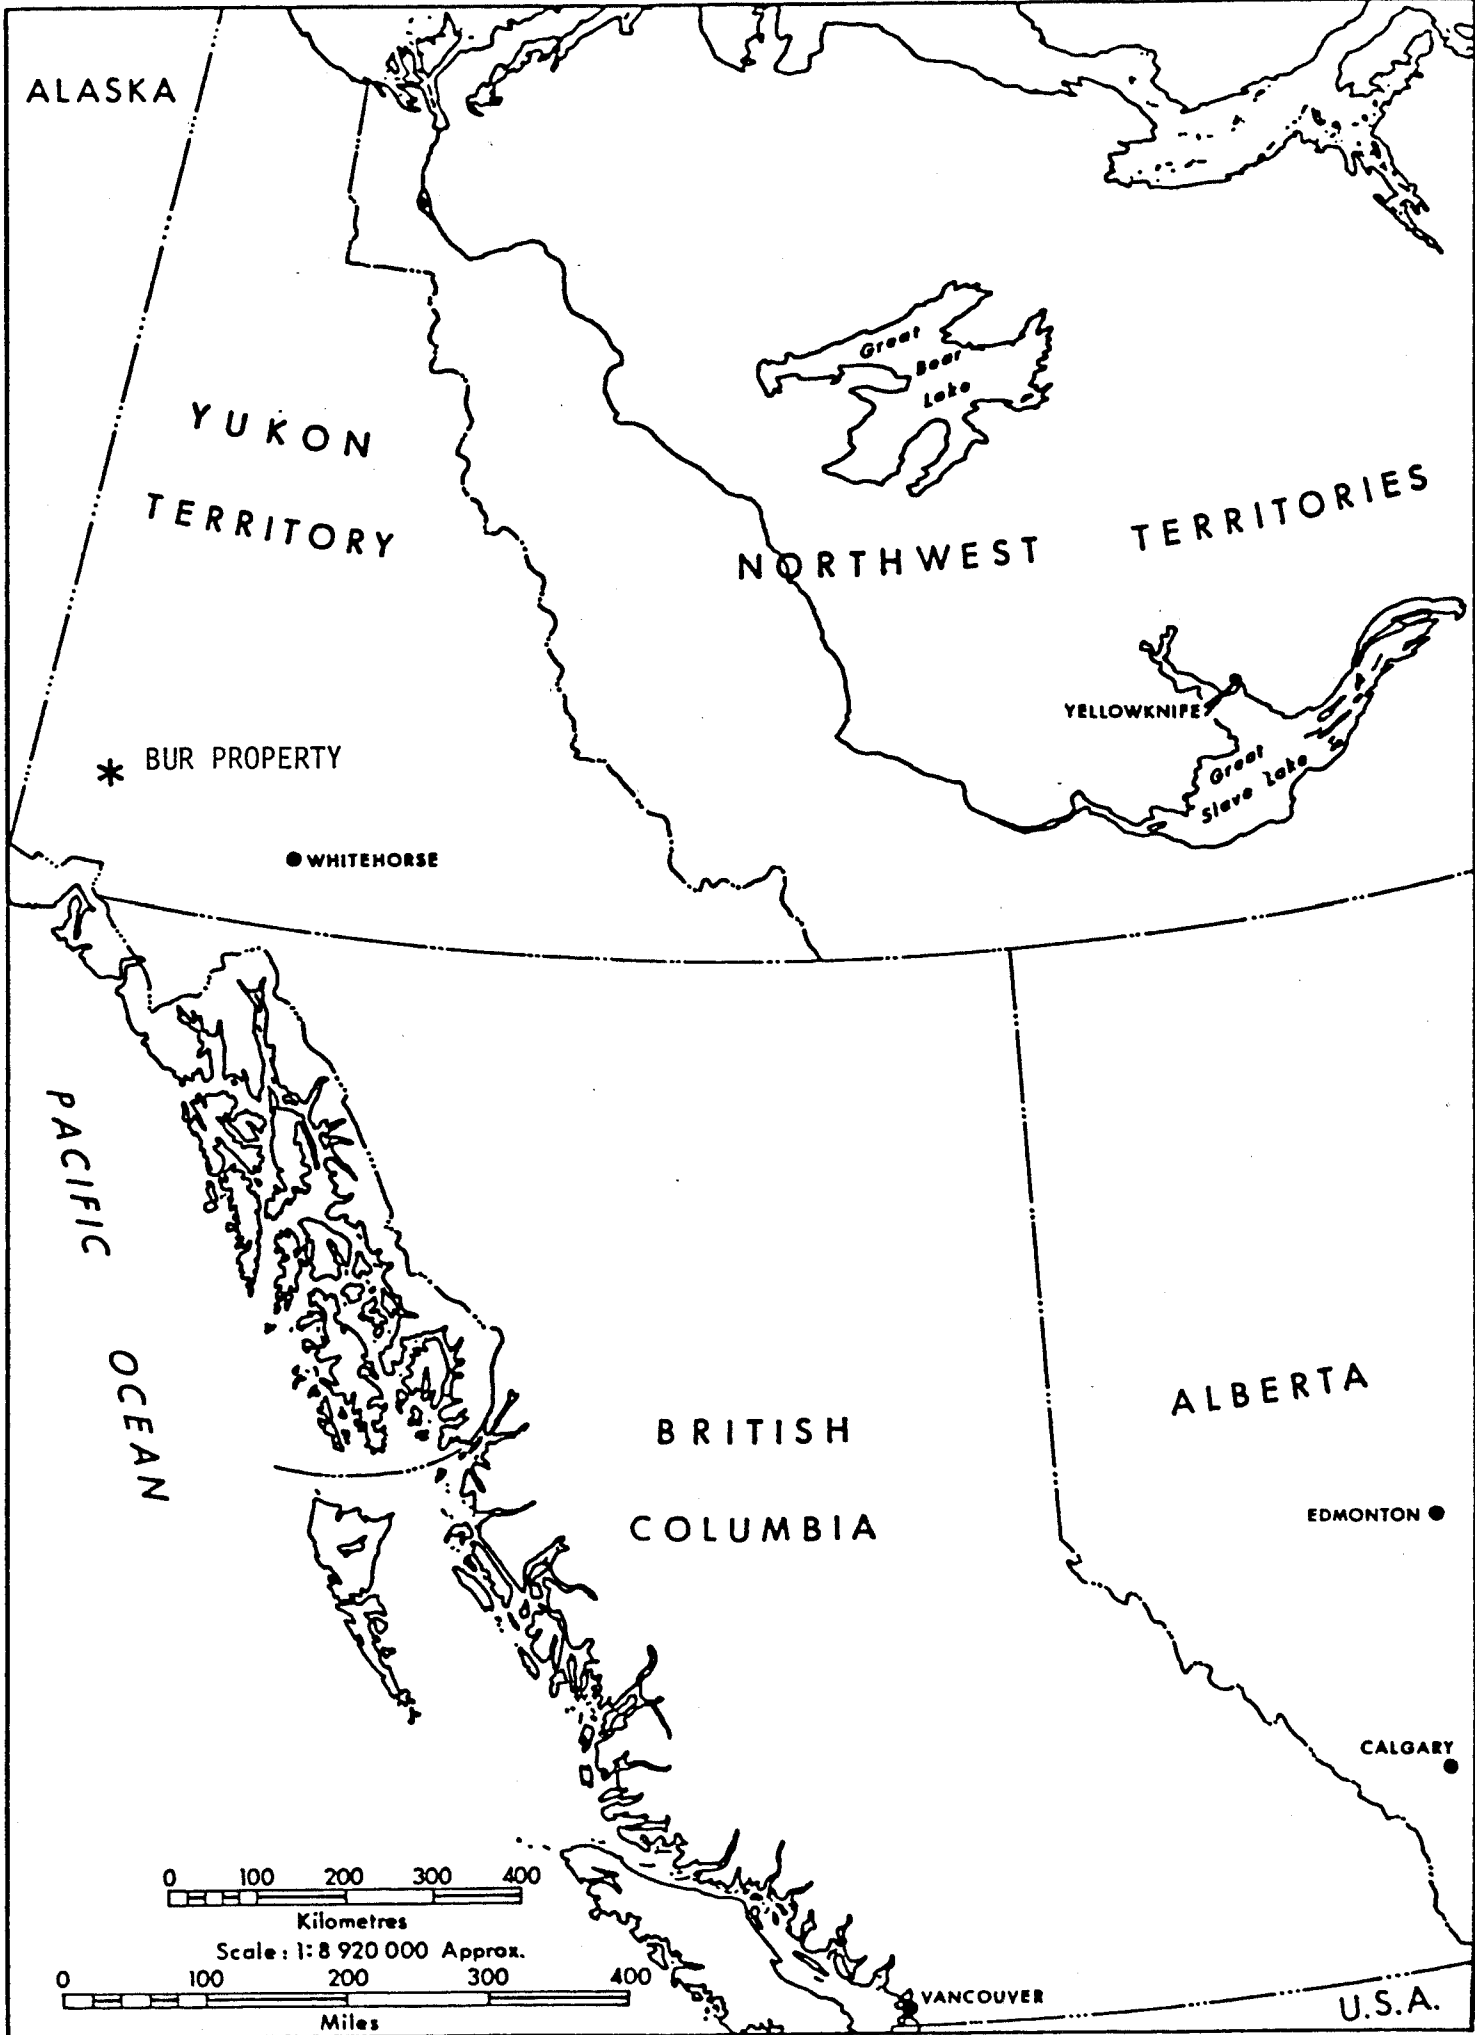 ALASKA
Great
Bear
Lake
YUKON
TERRITORY
NORTHWEST TERRITORIES
YELLOWKNIFE
Great
Slave Lake
BUR PROPERTY
WHITEHORSE
PACIFIC
OCEAN
BRITISH
COLUMBIA
ALBERTA
EDMONTON
CALGARY
0 100 200 300 400
Kilometres
Scale: 1:8 920 000 Approx.
0 100 200 300 400
Miles
VANCOUVER
U.S.A.